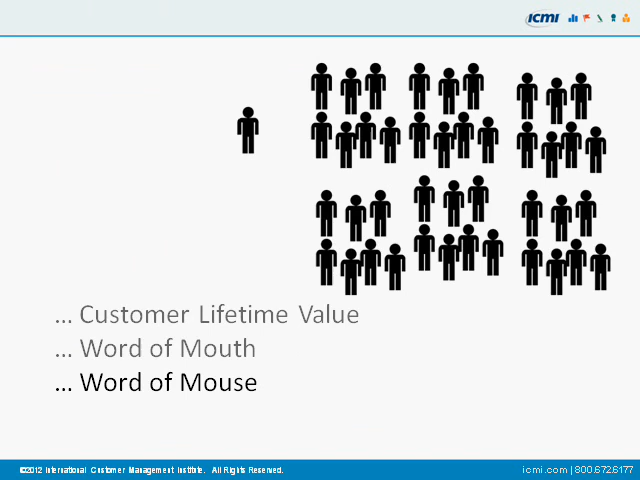 ICMI
... Customer Lifetime Value
... Word of Mouth
... Word of Mouse
©2012 International Customer Management Institute. All Rights Reserved.
icmi.com | 800.672.6177